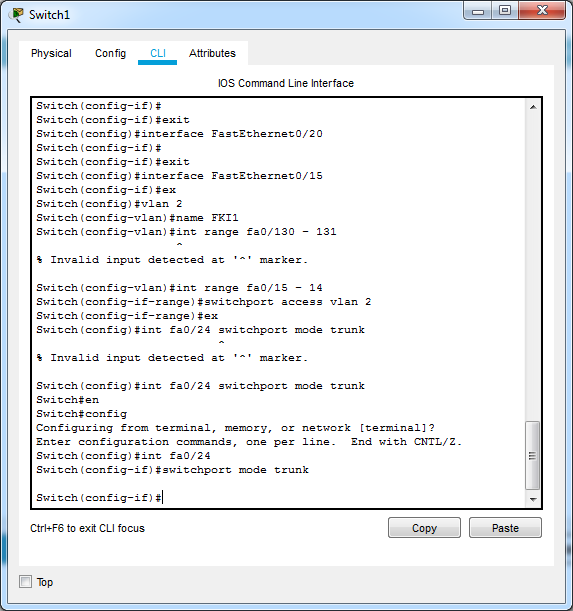 Switch1
Physical Config CLI Attributes
IOS Command Line Interface
Switch(config-if)#
Switch(config-if)#exit
Switch(config)#interface FastEthernet0/20
Switch(config-if)#
Switch(config-if)#exit
Switch(config)#interface FastEthernet0/15
Switch(config-if)#ex
Switch(config)#vlan 2
Switch(config-vlan)#name FKI1
Switch(config-vlan)#int range fa0/130 - 131
^
% Invalid input detected at '^' marker.
Switch(config-vlan)#int range fa0/15 - 14
Switch(config-if-range)#switchport access vlan 2
Switch(config-if-range)#ex
Switch(config)#int fa0/24 switchport mode trunk
^
% Invalid input detected at '^' marker.
Switch(config)#int fa0/24 switchport mode trunk
Switch#en
Switch#config
Configuring from terminal, memory, or network [terminal]?
Enter configuration commands, one per line.  End with CNTL/Z.
Switch(config)#int fa0/24
Switch(config-if)#switchport mode trunk
Switch(config-if)#
Ctrl+F6 to exit CLI focus
Copy Paste
Top